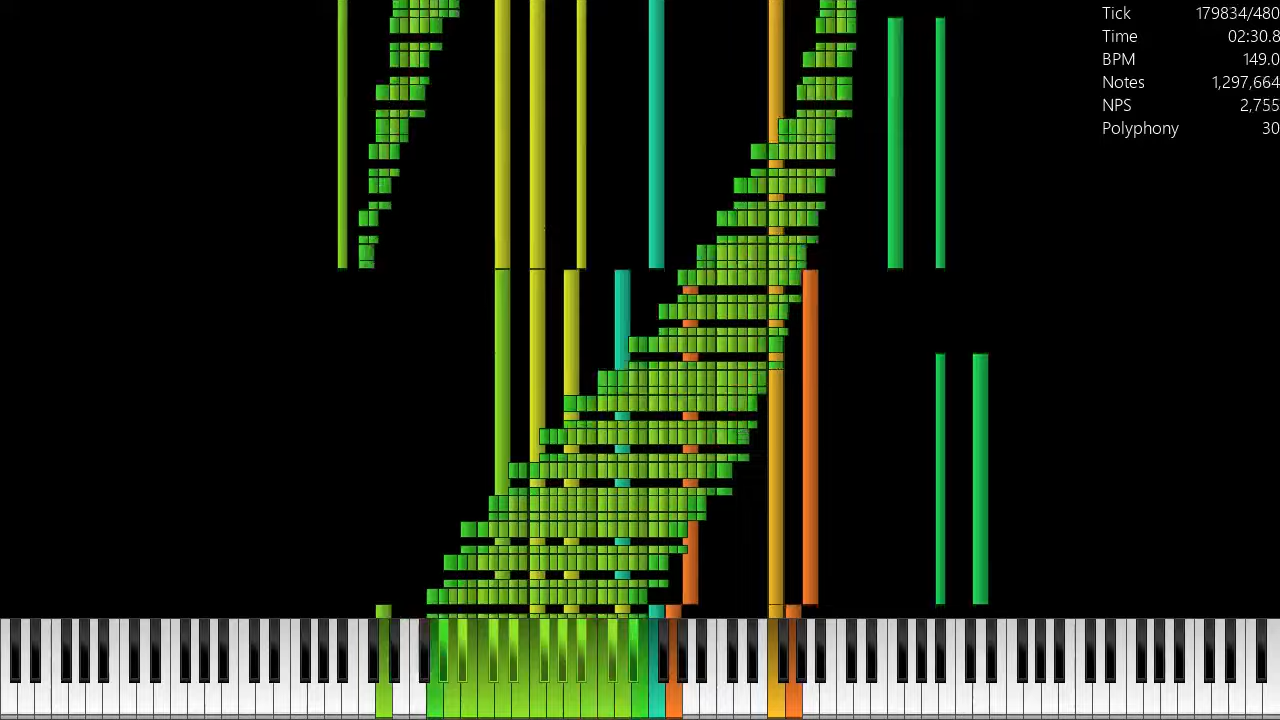 Tick 179834/480
Time 02:30.8
BPM 149.0
Notes 1,297,664
NPS 2,755
Polyphony 30